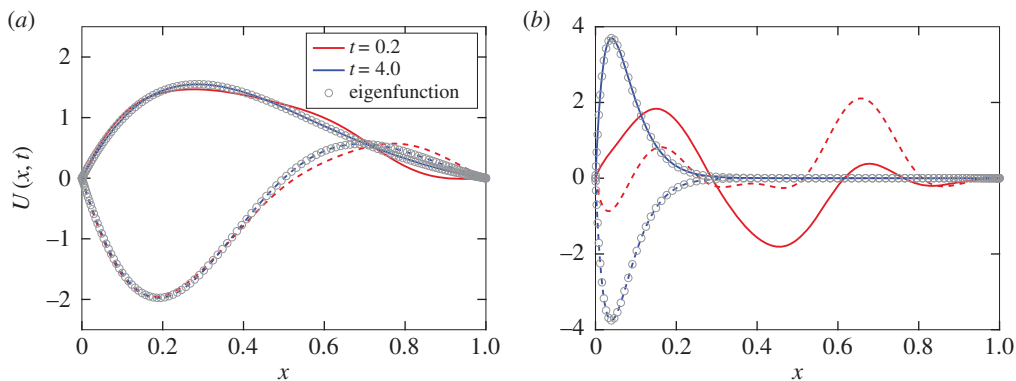 (a)
2
1
0
−1
−2
U (x, t)
t = 0.2
t = 4.0
eigenfunction
0 0.2 0.4 0.6 0.8 1.0
x
(b)
4
2
0
−2
−4
0 0.2 0.4 0.6 0.8 1.0
x